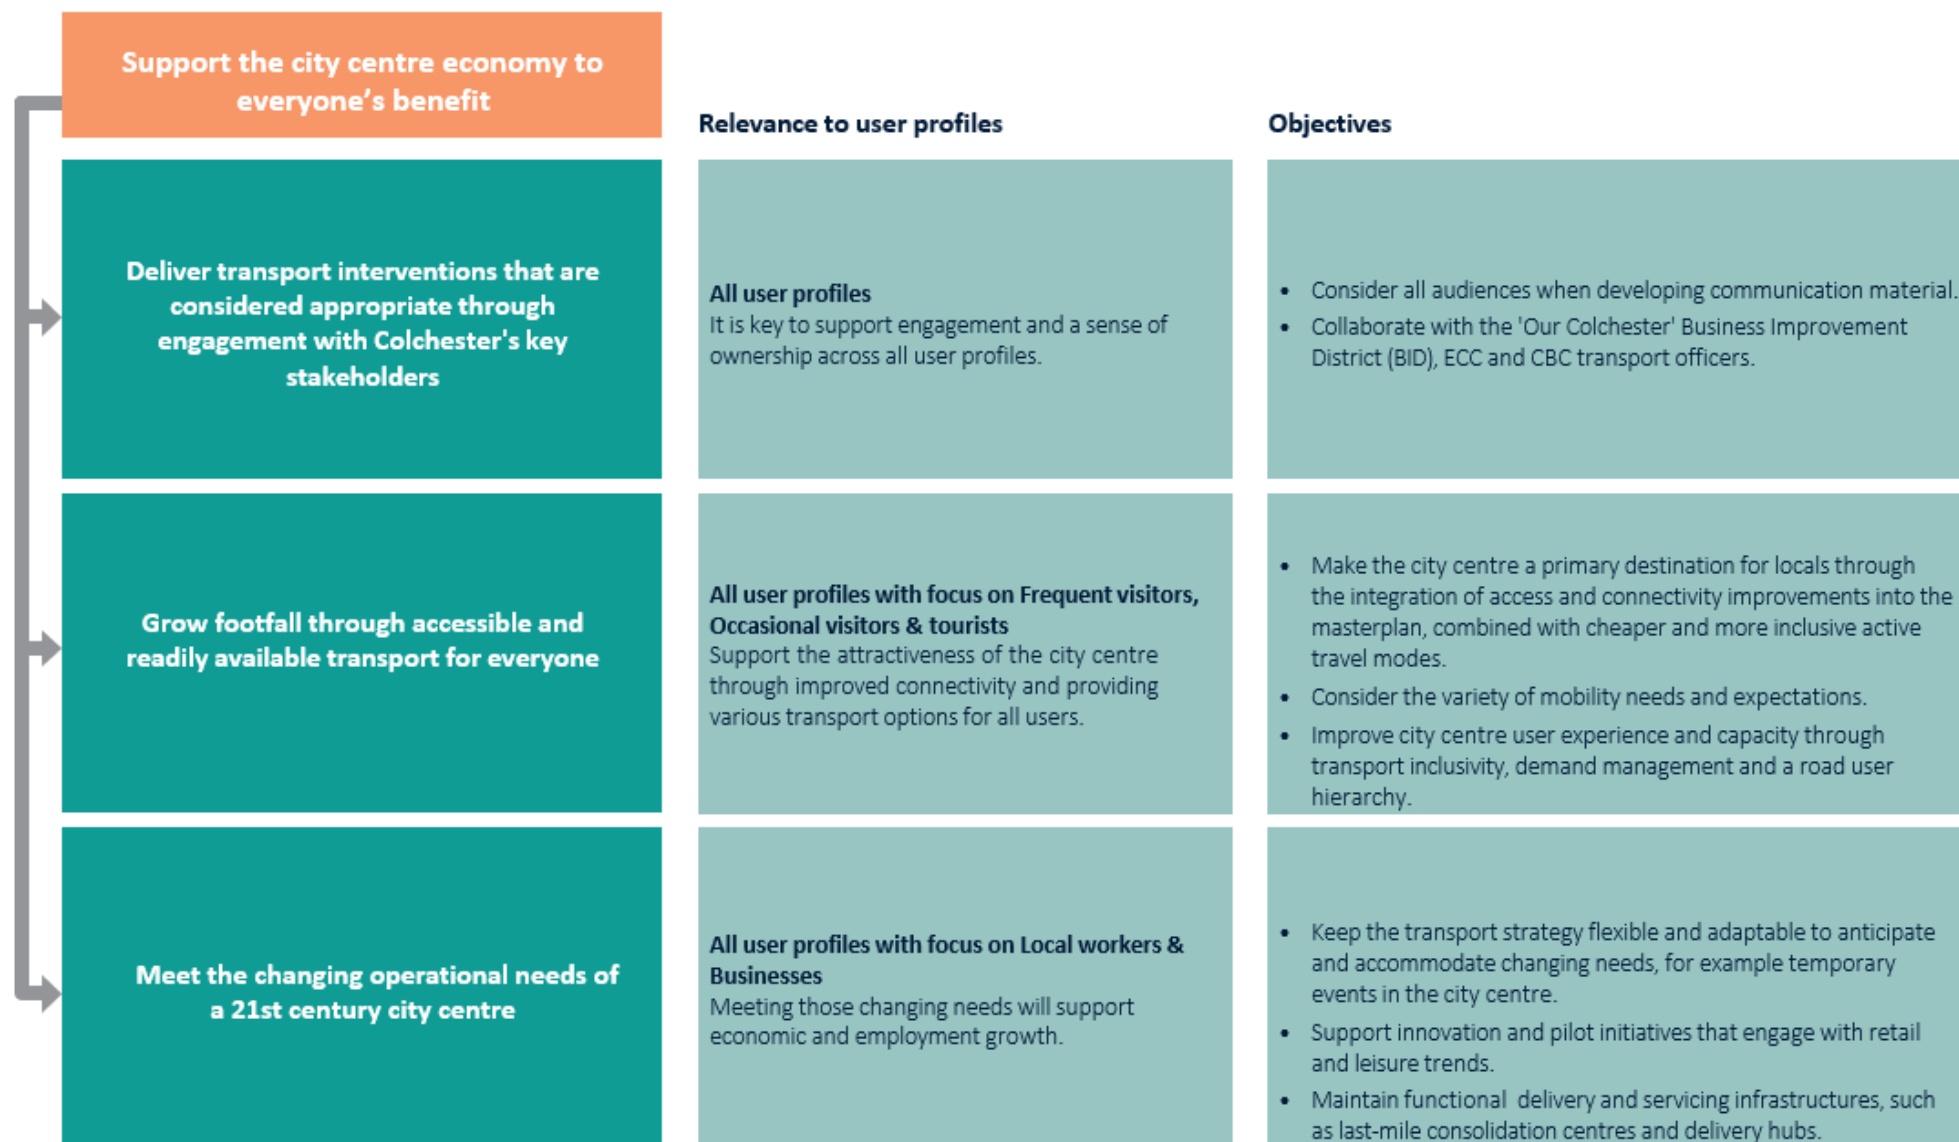 Support the city centre economy to
everyone’s benefit
Relevance to user profiles
Objectives
Deliver transport interventions that are
considered appropriate through
engagement with Colchester's key
stakeholders
All user profiles
It is key to support engagement and a sense of
ownership across all user profiles.
• Consider all audiences when developing communication material.
• Collaborate with the 'Our Colchester' Business Improvement
District (BID), ECC and CBC transport officers.
Grow footfall through accessible and
readily available transport for everyone
All user profiles with focus on Frequent visitors,
Occasional visitors & tourists
Support the attractiveness of the city centre
through improved connectivity and providing
various transport options for all users.
• Make the city centre a primary destination for locals through
the integration of access and connectivity improvements into the
masterplan, combined with cheaper and more inclusive active
travel modes.
• Consider the variety of mobility needs and expectations.
• Improve city centre user experience and capacity through
transport inclusivity, demand management and a road user
hierarchy.
Meet the changing operational needs of
a 21st century city centre
All user profiles with focus on Local workers &
Businesses
Meeting those changing needs will support
economic and employment growth.
• Keep the transport strategy flexible and adaptable to anticipate
and accommodate changing needs, for example temporary
events in the city centre.
• Support innovation and pilot initiatives that engage with retail
and leisure trends.
• Maintain functional delivery and servicing infrastructures, such
as last-mile consolidation centres and delivery hubs.